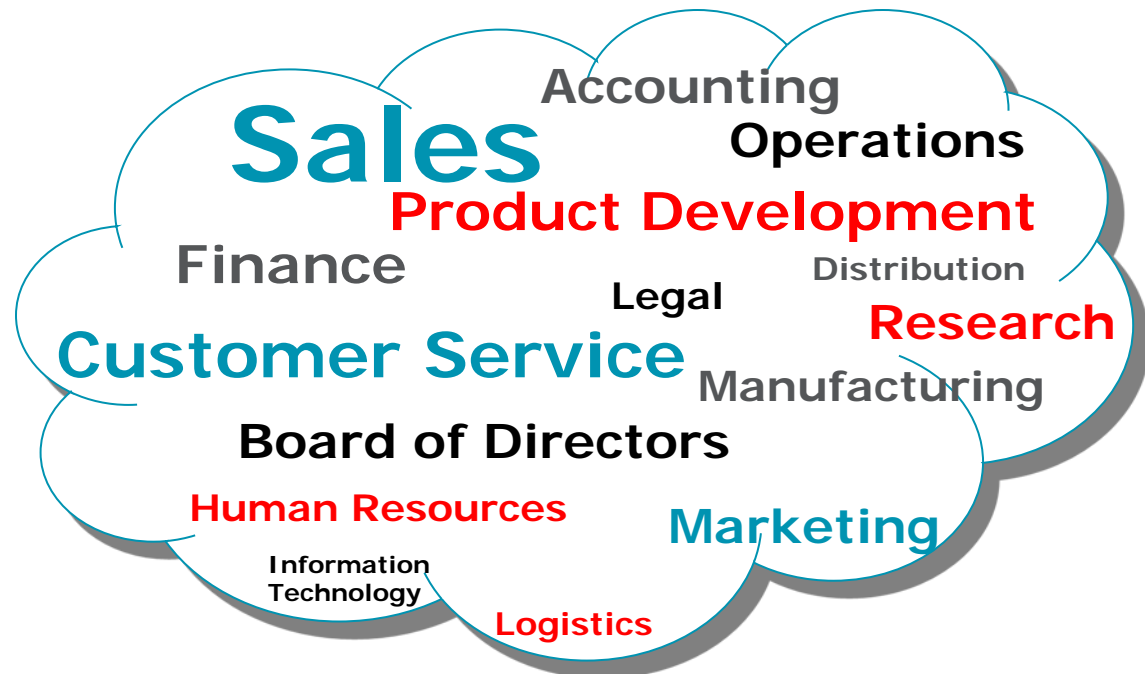 Accounting
Sales
Operations
Product Development
Finance
Distribution
Legal
Research
Customer Service
Manufacturing
Board of Directors
Human Resources
Marketing
Information
Technology
Logistics